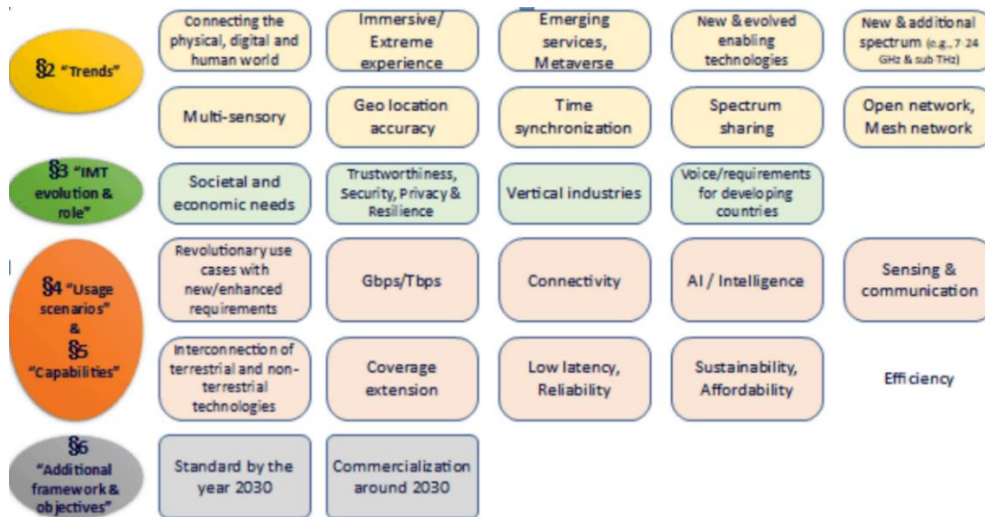 §2 "Trends"
Connecting the
physical, digital and
human world
Immersive/
Extreme
experience
Emerging
services,
Metaverse
New & evolved
enabling
technologies
New & additional
spectrum (e.g., 7-24
GHz & sub THz)
Multi-sensory
Geo location
accuracy
Time
synchronization
Spectrum
sharing
Open network,
Mesh network
§3 "IMT
evolution &
role"
Societal and
economic needs
Trustworthiness,
Security, Privacy &
Resilience
Vertical industries
Voice/requirements
for developing
countries
§4 "Usage
scenarios"
&
§5
"Capabilities"
Revolutionary use
cases with
new/enhanced
requirements
Gbps/Tbps
Connectivity
AI / Intelligence
Sensing &
communication
Interconnection of
terrestrial and non-
terrestrial
technologies
Coverage
extension
Low latency,
Reliability
Sustainability,
Affordability
Efficiency
§6
"Additional
framework &
objectives"
Standard by the
year 2030
Commercialization
around 2030